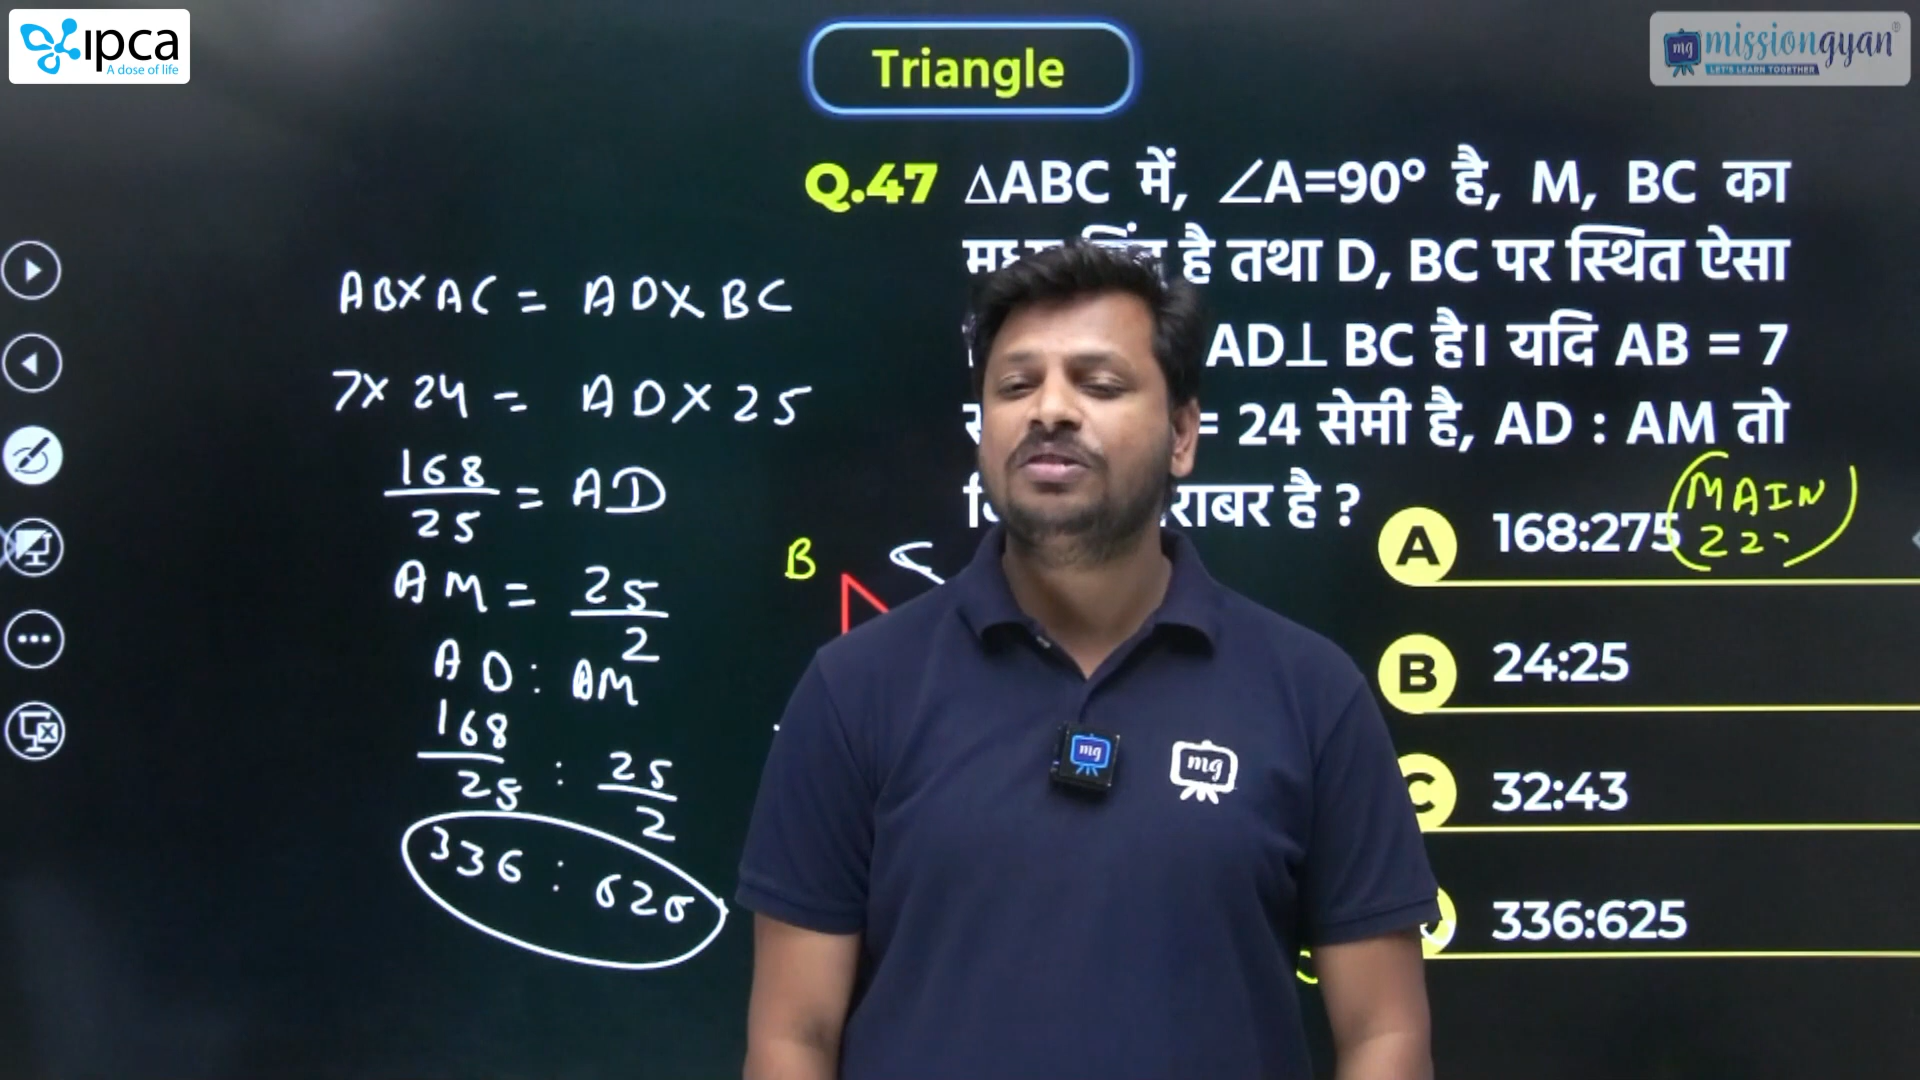 ipca
A dose of life
Triangle
mg missiongyan
LET'S LEARN TOGETHER
Q.47 ∆ABC में, ∠A=90° है, M, BC का
है तथा D, BC पर स्थित ऐसा
AD⊥ BC है। यदि AB = 7
= 24 सेमी है, AD : AM तो
है ?
AB×AC = AD×BC
7×24 = AD×25
168/25 = AD
AM = 25/2
AD : AM
168/25 : 25/2
336 : 625
B
C
A 168:275
MAIN
22
B 24:25
C 32:43
336:625
mg
mg